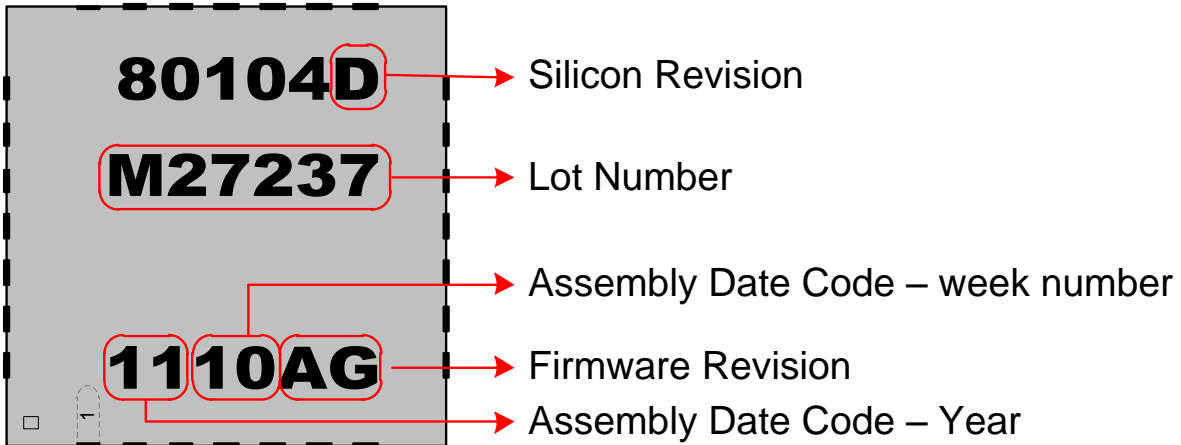 80104D
Silicon Revision
M27237
Lot Number
Assembly Date Code – week number
1110AG
Firmware Revision
1
Assembly Date Code – Year